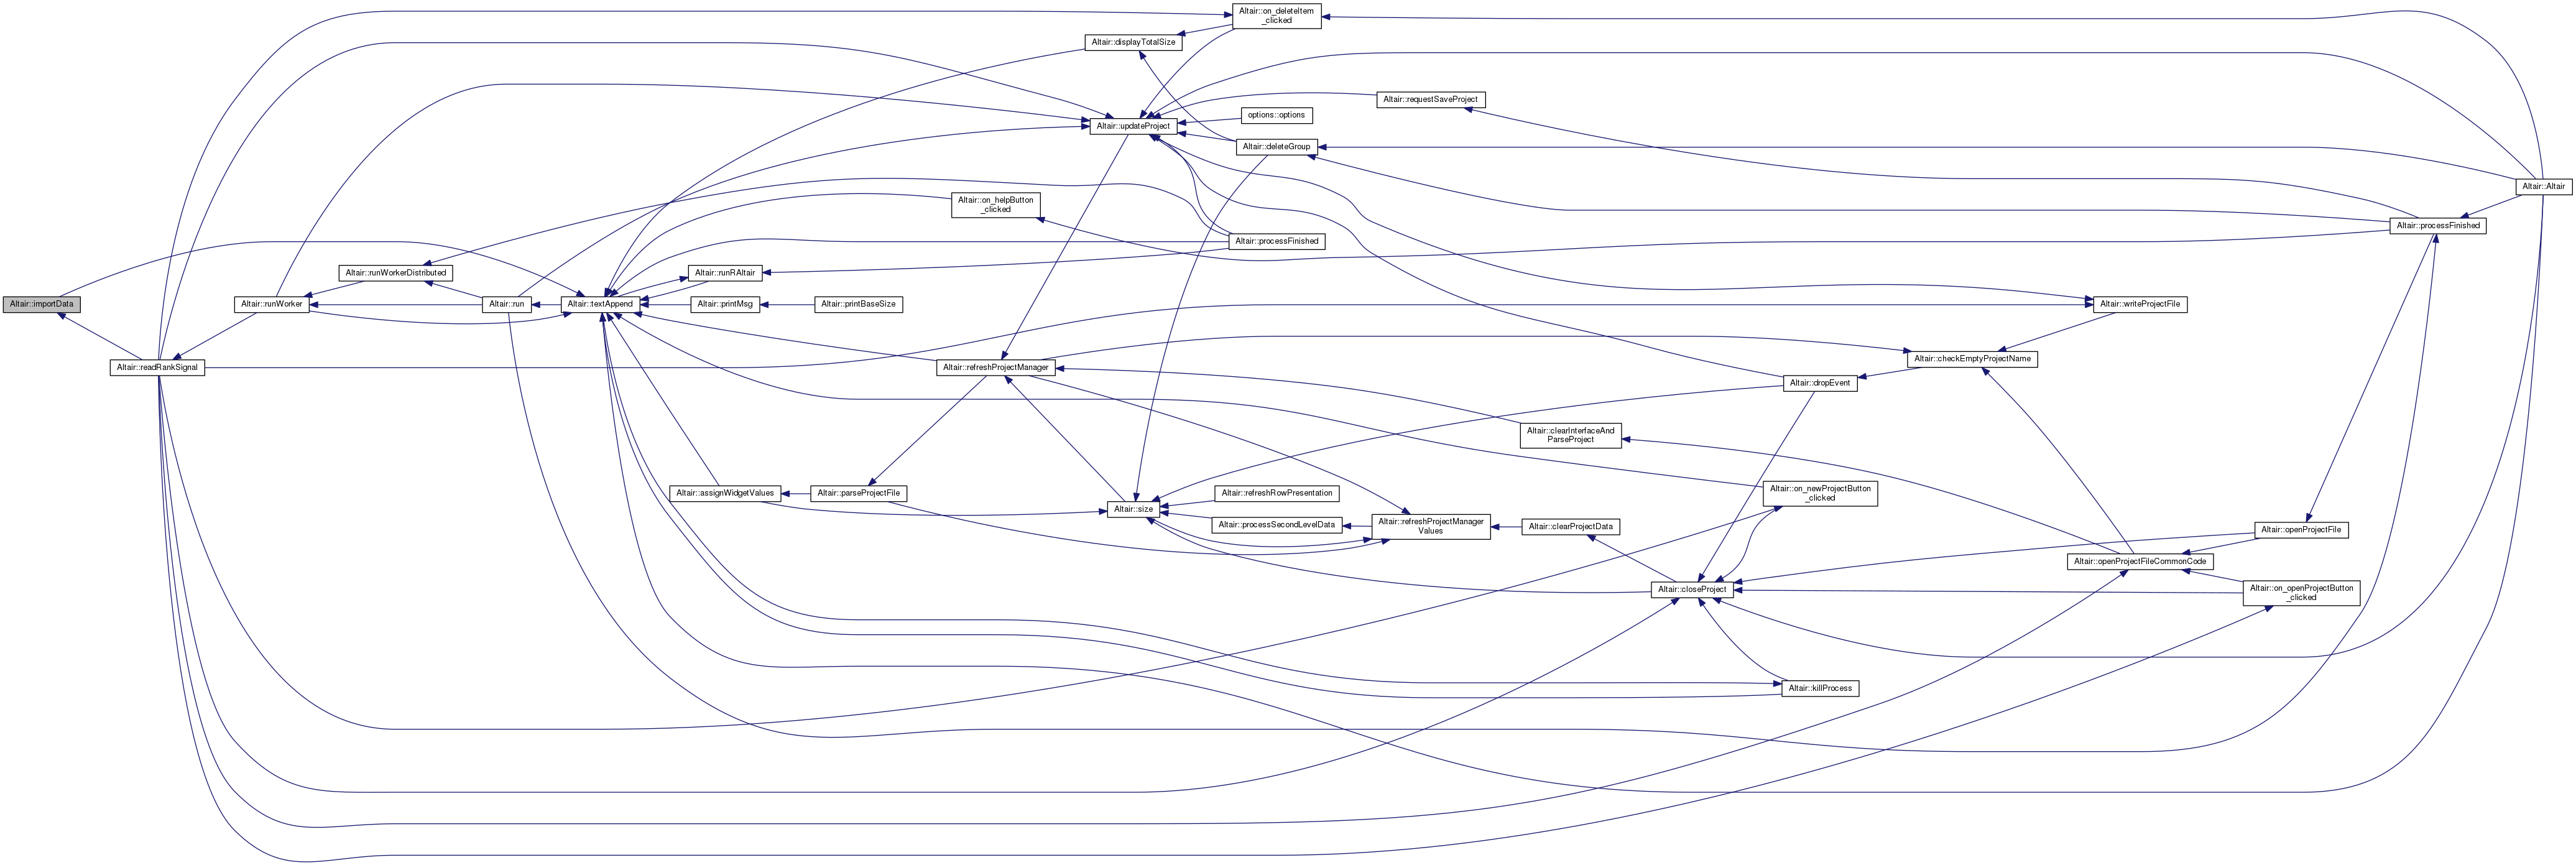 Altair::on_deleteItem
_clicked
Altair::displayTotalSize
Altair::requestSaveProject
options::options
Altair::updateProject
Altair::deleteGroup
Altair::Altair
Altair::on_helpButton
_clicked
Altair::processFinished
Altair::processFinished
Altair::runWorkerDistributed
Altair::runRAltair
Altair::importData
Altair::runWorker
Altair::run
Altair::textAppend
Altair::printMsg
Altair::printBaseSize
Altair::writeProjectFile
Altair::checkEmptyProjectName
Altair::readRankSignal
Altair::refreshProjectManager
Altair::dropEvent
Altair::clearInterfaceAnd
ParseProject
Altair::assignWidgetValues
Altair::parseProjectFile
Altair::refreshRowPresentation
Altair::on_newProjectButton
_clicked
Altair::size
Altair::processSecondLevelData
Altair::refreshProjectManager
Values
Altair::clearProjectData
Altair::openProjectFile
Altair::openProjectFileCommonCode
Altair::closeProject
Altair::on_openProjectButton
_clicked
Altair::killProcess